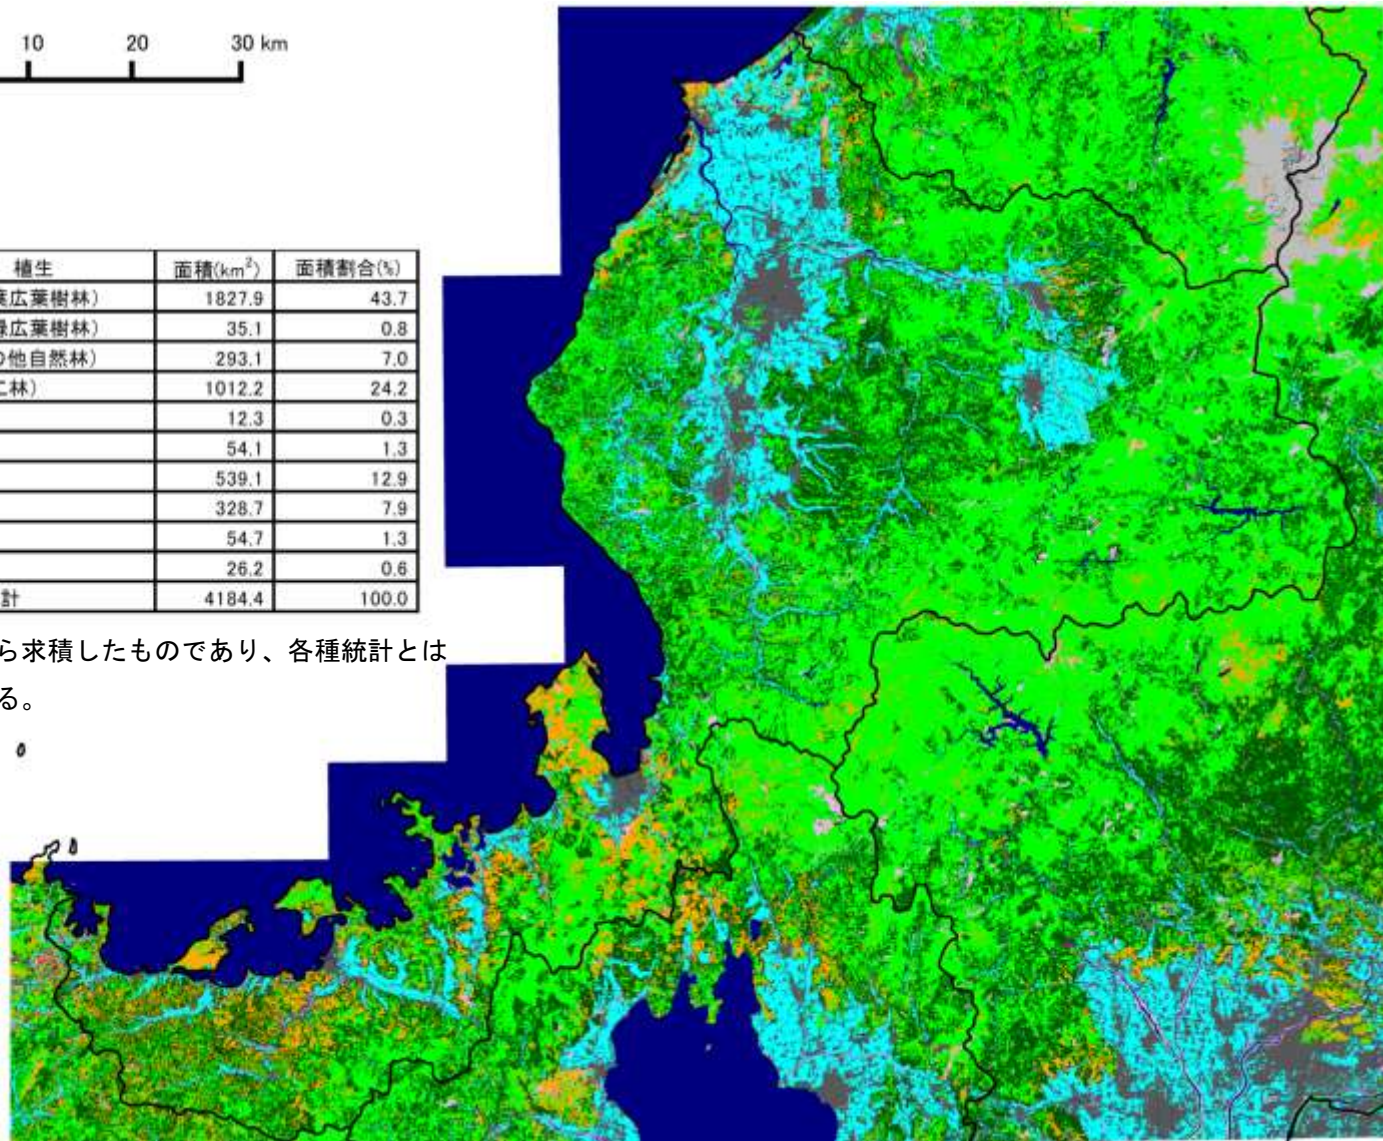 10 20 30 km
植生 面積(km²) 面積割合(%)
葉広葉樹林) 1827.9 43.7
緑広葉樹林) 35.1 0.8
の他自然林) 293.1 7.0
工林) 1012.2 24.2
12.3 0.3
54.1 1.3
539.1 12.9
328.7 7.9
54.7 1.3
26.2 0.6
計 4184.4 100.0
ら求積したものであり、各種統計とは
る。